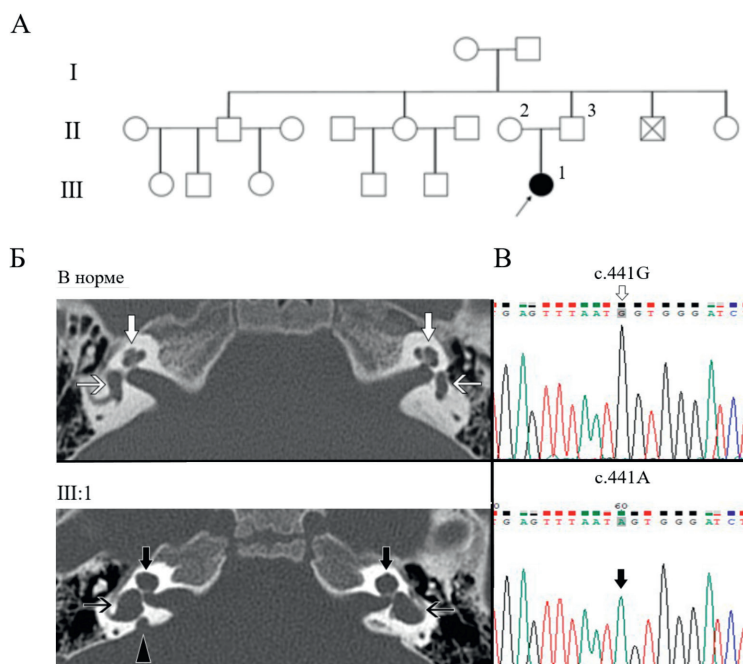 А
I
II
2
3
III
1
Б
В норме
III:1
В
c.441G
T G A G T T T A A T G G T G G G A T C
c.441A
60
T G A G T T T A A T A G T G G G A T C T